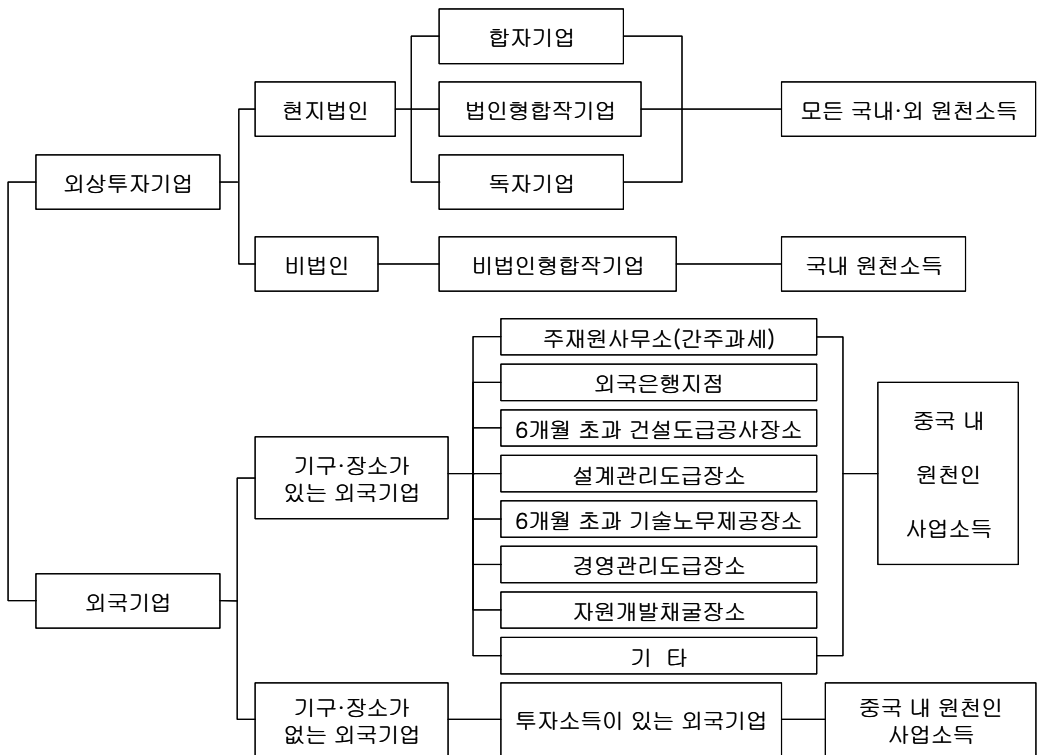 합자기업
현지법인
법인형합작기업
모든 국내·외 원천소득
외상투자기업
독자기업
비법인
비법인형합작기업
국내 원천소득
주재원사무소(간주과세)
외국은행지점
6개월 초과 건설도급공사장소
기구·장소가
있는 외국기업
설계관리도급장소
6개월 초과 기술노무제공장소
경영관리도급장소
자원개발채굴장소
기 타
중국 내
원천인
사업소득
외국기업
기구·장소가
없는 외국기업
투자소득이 있는 외국기업
중국 내 원천인
사업소득